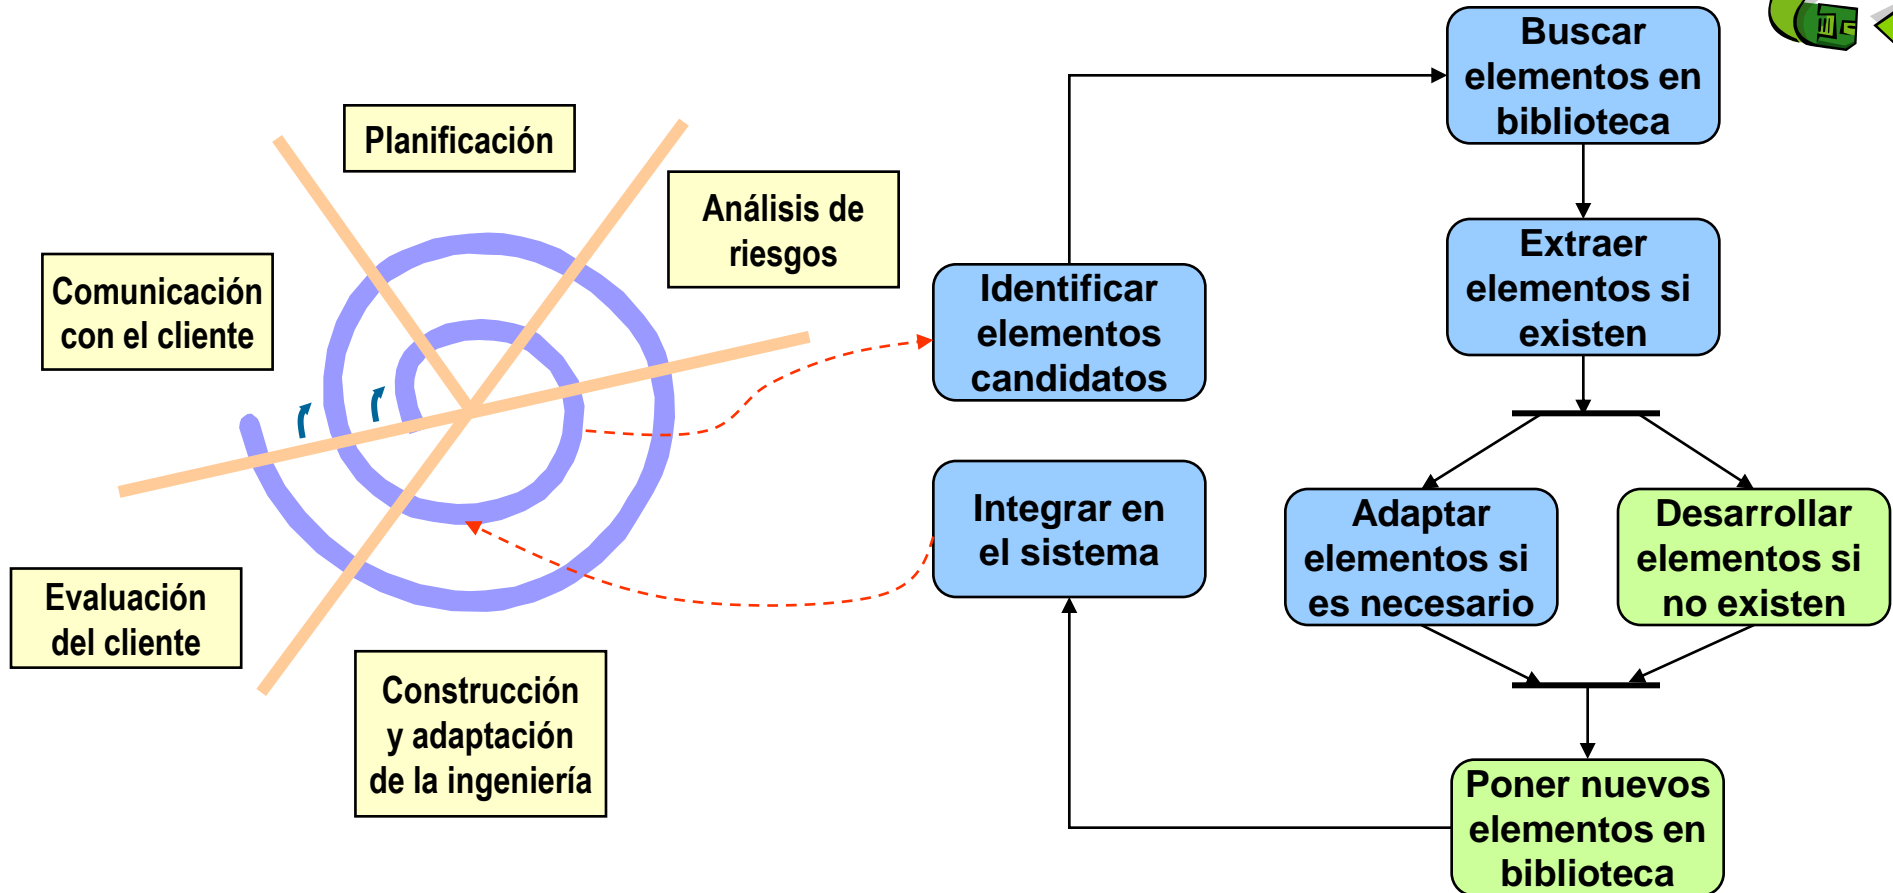 Planificación
Análisis de
riesgos
Comunicación
con el cliente
Evaluación
del cliente
Construcción
y adaptación
de la ingeniería
Identificar
elementos
candidatos
Integrar en
el sistema
Buscar
elementos en
biblioteca
Extraer
elementos si
existen
Adaptar
elementos si
es necesario
Desarrollar
elementos si
no existen
Poner nuevos
elementos en
biblioteca